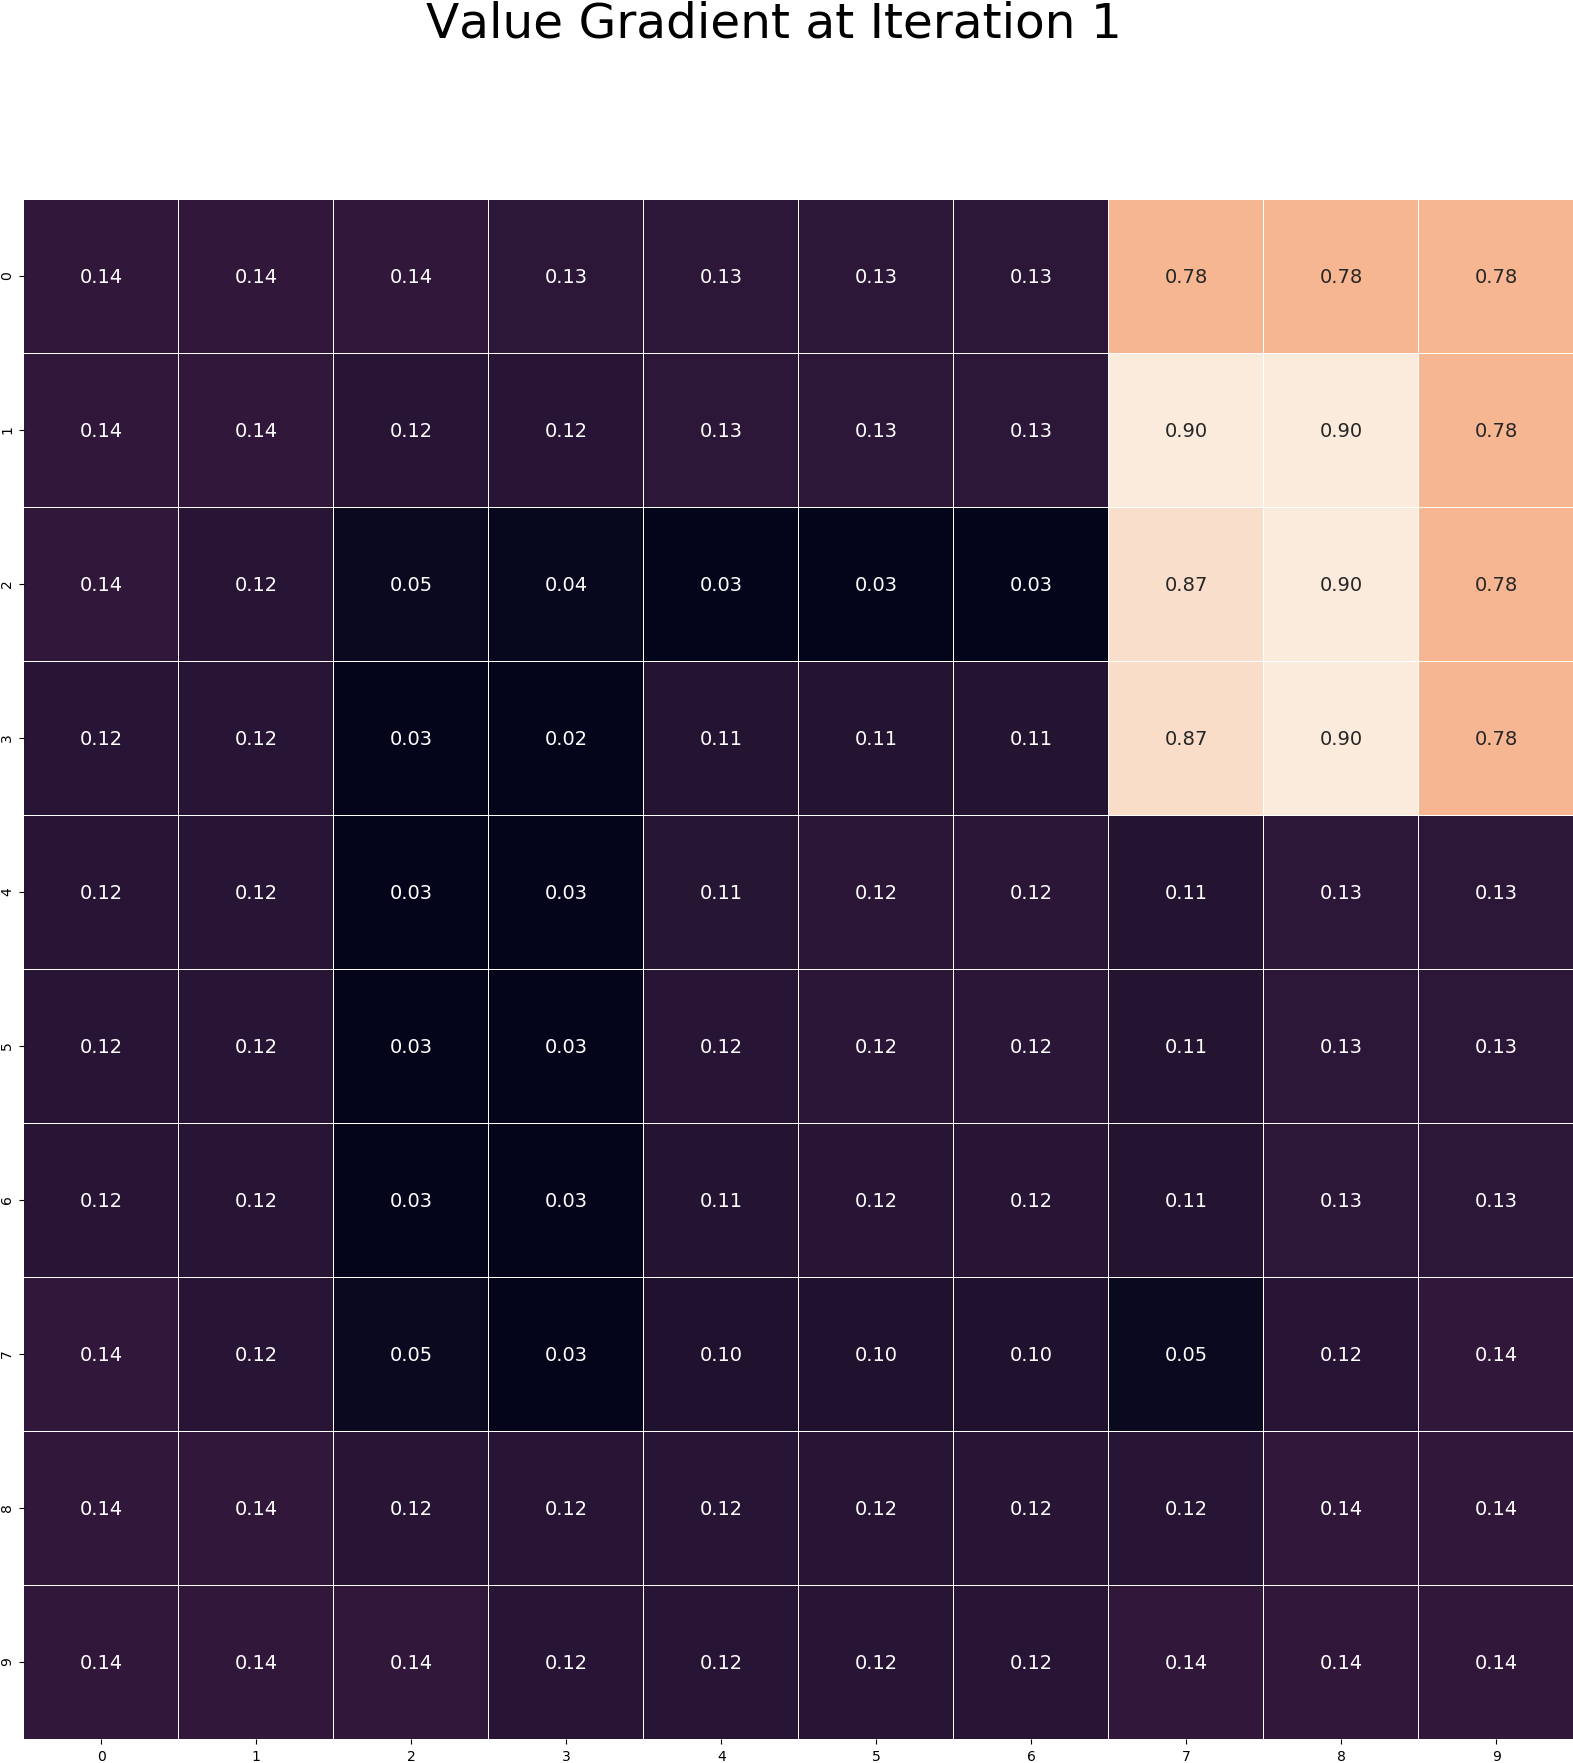 Value Gradient at Iteration 1
0 0.14 0.14 0.14 0.13 0.13 0.13 0.13 0.78 0.78 0.78
1 0.14 0.14 0.12 0.12 0.13 0.13 0.13 0.90 0.90 0.78
2 0.14 0.12 0.05 0.04 0.03 0.03 0.03 0.87 0.90 0.78
3 0.12 0.12 0.03 0.02 0.11 0.11 0.11 0.87 0.90 0.78
4 0.12 0.12 0.03 0.03 0.11 0.12 0.12 0.11 0.13 0.13
5 0.12 0.12 0.03 0.03 0.12 0.12 0.12 0.11 0.13 0.13
6 0.12 0.12 0.03 0.03 0.11 0.12 0.12 0.11 0.13 0.13
7 0.14 0.12 0.05 0.03 0.10 0.10 0.10 0.05 0.12 0.14
8 0.14 0.14 0.12 0.12 0.12 0.12 0.12 0.12 0.14 0.14
9 0.14 0.14 0.14 0.12 0.12 0.12 0.12 0.14 0.14 0.14
0 1 2 3 4 5 6 7 8 9